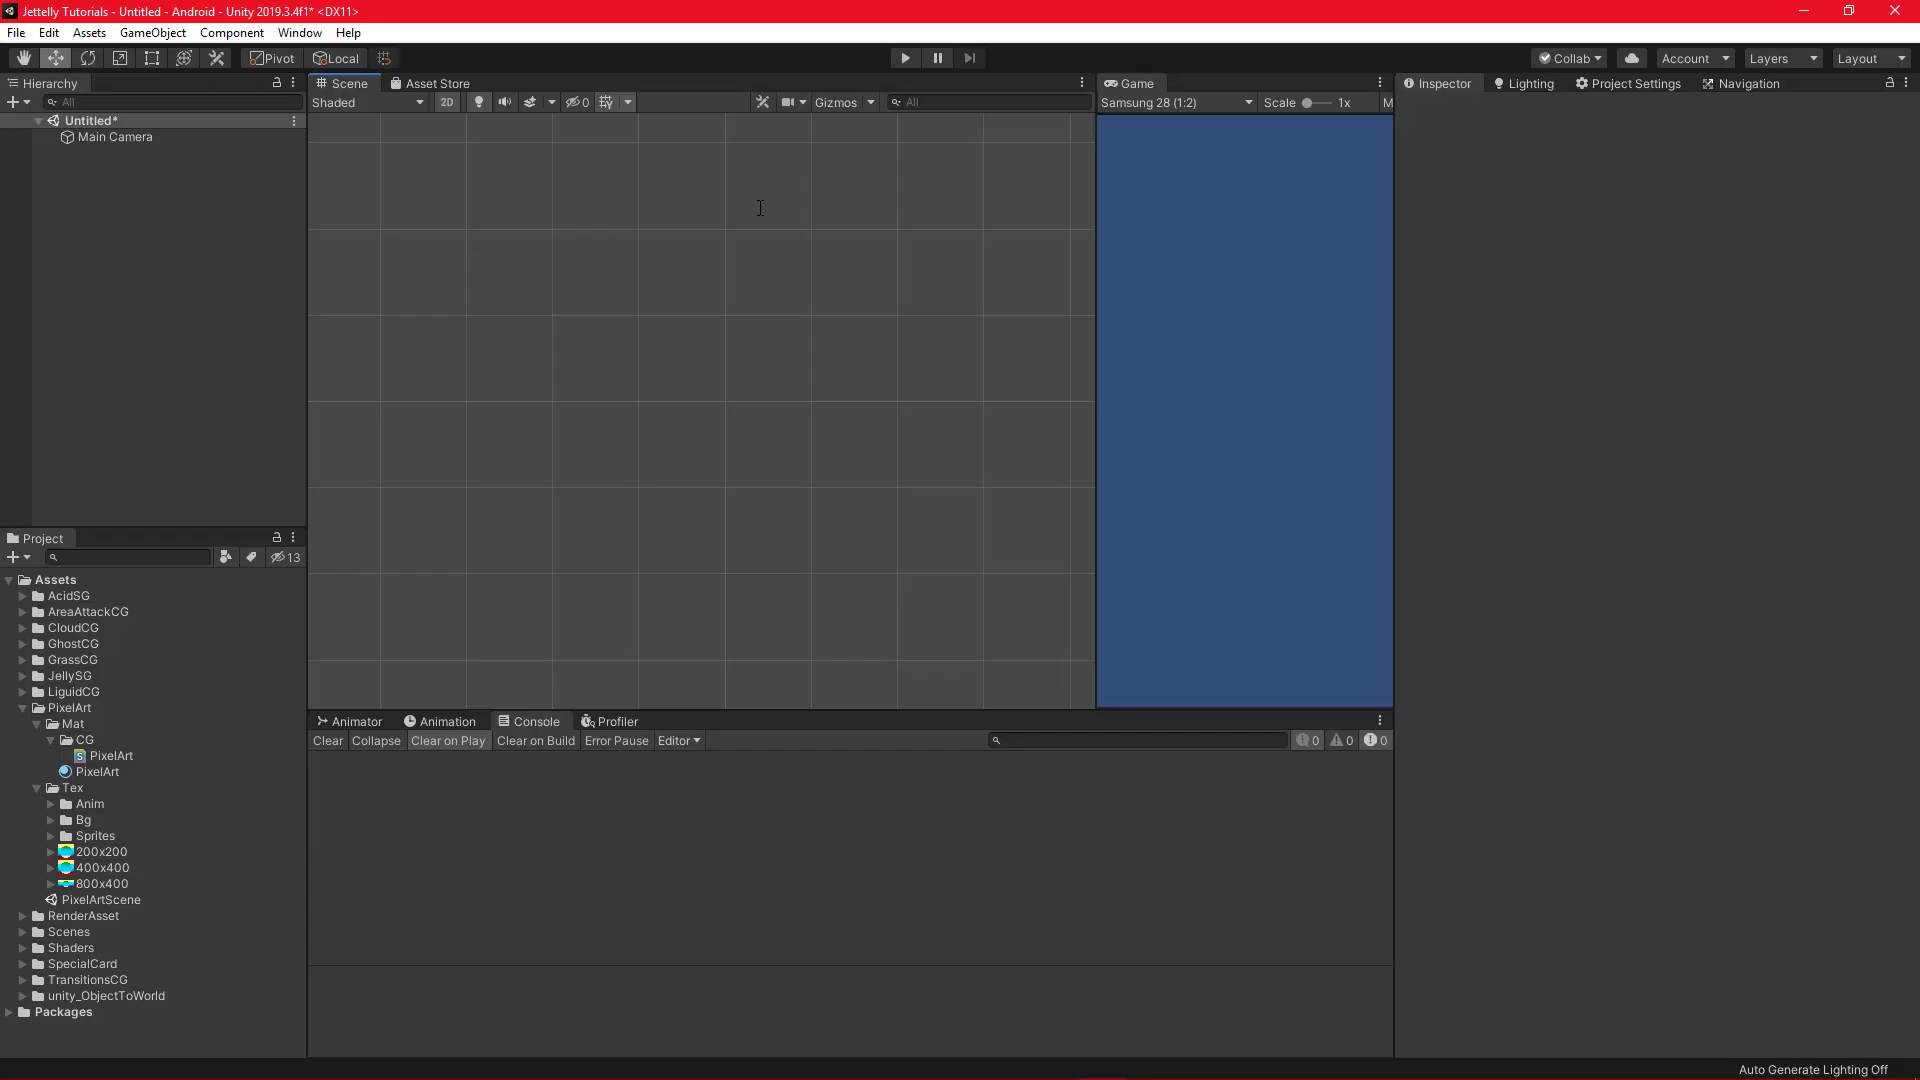 Jettelly Tutorials - Untitled - Android - Unity 2019.3.4f1* <DX11>
File Edit Assets GameObject Component Window Help
Pivot Local Collab Account Layers Layout
Hierarchy
All
Untitled*
Main Camera
Scene Asset Store
Shaded 2D 0 Gizmos All
Game
Samsung 28 (1:2) Scale 1x M
Inspector Lighting Project Settings Navigation
Project
13
Assets
AcidSG
AreaAttackCG
CloudCG
GhostCG
GrassCG
JellySG
LiguidCG
PixelArt
Mat
CG
PixelArt
PixelArt
Tex
Anim
Bg
Sprites
200x200
400x400
800x400
PixelArtScene
RenderAsset
Scenes
Shaders
SpecialCard
TransitionsCG
unity_ObjectToWorld
Packages
Animator Animation Console Profiler
Clear Collapse Clear on Play Clear on Build Error Pause Editor 0 0 0
Auto Generate Lighting Off